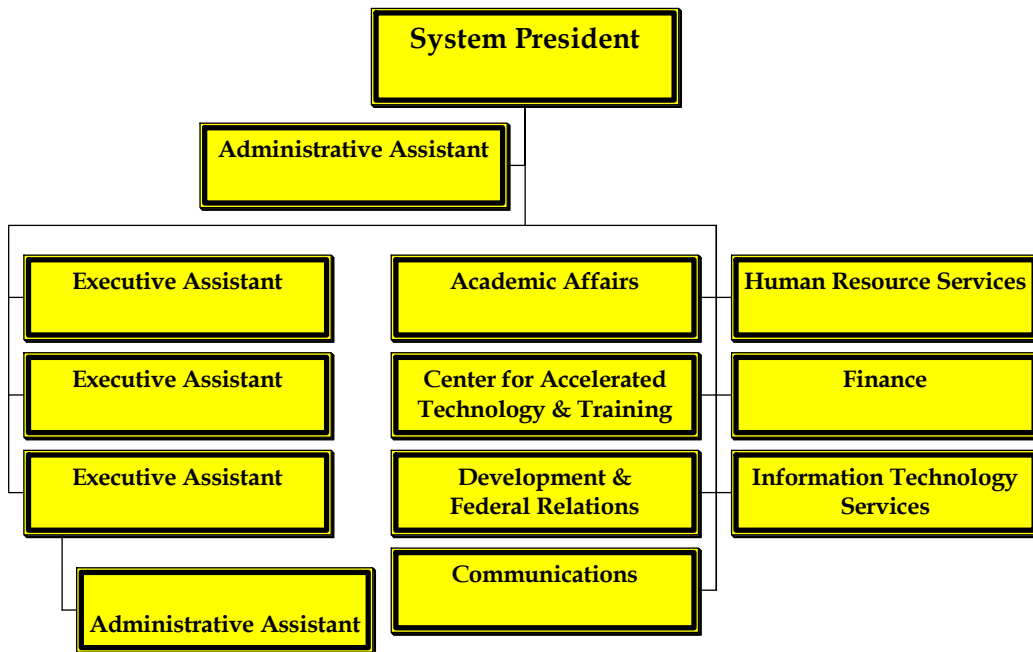 System President
Administrative Assistant
Executive Assistant
Academic Affairs
Human Resource Services
Executive Assistant
Center for Accelerated
Technology & Training
Finance
Executive Assistant
Development &
Federal Relations
Information Technology
Services
Communications
Administrative Assistant